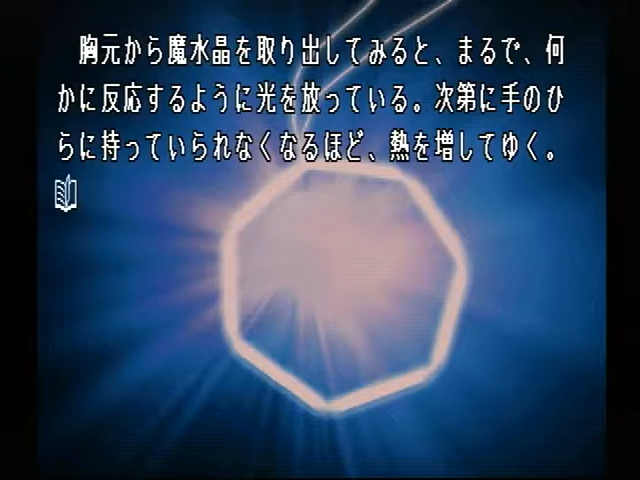 胸元から魔水晶を取り出してみると、まるで、何
かに反応するように光を放っている。次第に手のひ
らに持っていられなくなるほど、熱を増してゆく。